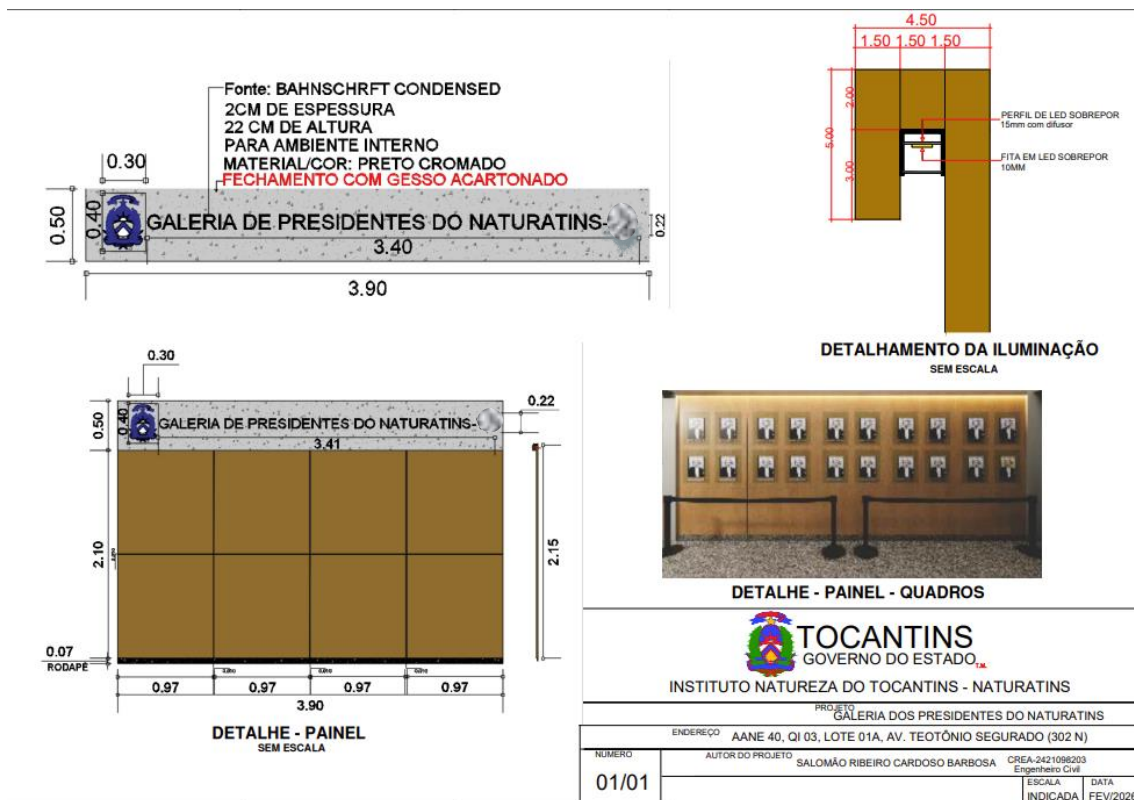 Fonte: BAHNSCHRFT CONDENSED
2CM DE ESPESSURA
22 CM DE ALTURA
PARA AMBIENTE INTERNO
MATERIAL/COR: PRETO CROMADO
FECHAMENTO COM GESSO ACARTONADO
0.30
0.50
0.40
GALERIA DE PRESIDENTES DO NATURATINS-
0.22
3.40
3.90
4.50
1.50 1.50 1.50
2.00
5.00
3.00
PERFIL DE LED SOBREPOR
15mm com difusor
FITA EM LED SOBREPOR
10MM
DETALHAMENTO DA ILUMINAÇÃO
SEM ESCALA
0.30
0.50
0.40
GALERIA DE PRESIDENTES DO NATURATINS-
0.22
3.41
2.10
2.15
0.07
RODAPÉ
0.97 0.97 0.97 0.97
3.90
DETALHE - PAINEL
SEM ESCALA
DETALHE - PAINEL - QUADROS
TOCANTINS
GOVERNO DO ESTADO T.M.
INSTITUTO NATUREZA DO TOCANTINS - NATURATINS
PROJETO
GALERIA DOS PRESIDENTES DO NATURATINS
ENDEREÇO AANE 40, QI 03, LOTE 01A, AV. TEOTÔNIO SEGURADO (302 N)
NÚMERO
01/01
AUTOR DO PROJETO
SALOMÃO RIBEIRO CARDOSO BARBOSA
CREA-2421098203
Engenheiro Civil
ESCALA
INDICADA
DATA
FEV/2026